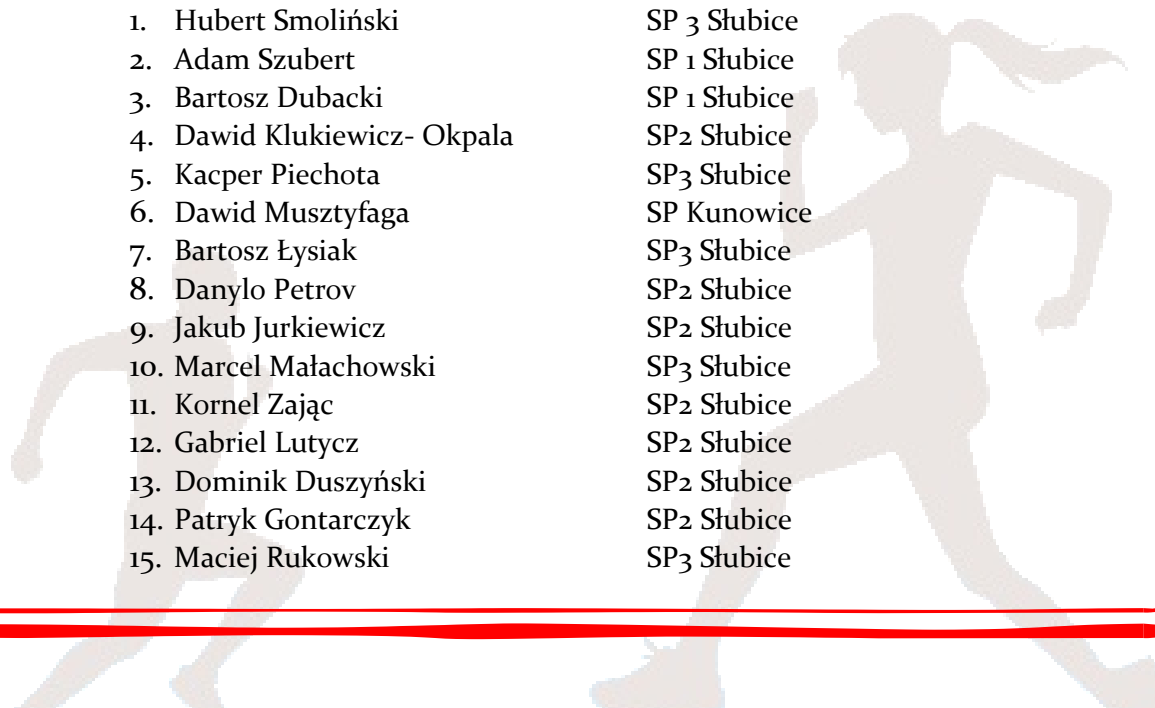 1. Hubert Smoliński SP 3 Słubice
2. Adam Szubert SP 1 Słubice
3. Bartosz Dubacki SP 1 Słubice
4. Dawid Klukiewicz- Okpala SP2 Słubice
5. Kacper Piechota SP3 Słubice
6. Dawid Musztyfaga SP Kunowice
7. Bartosz Łysiak SP3 Słubice
8. Danylo Petrov SP2 Słubice
9. Jakub Jurkiewicz SP2 Słubice
10. Marcel Małachowski SP3 Słubice
11. Kornel Zając SP2 Słubice
12. Gabriel Lutycz SP2 Słubice
13. Dominik Duszyński SP2 Słubice
14. Patryk Gontarczyk SP2 Słubice
15. Maciej Rukowski SP3 Słubice